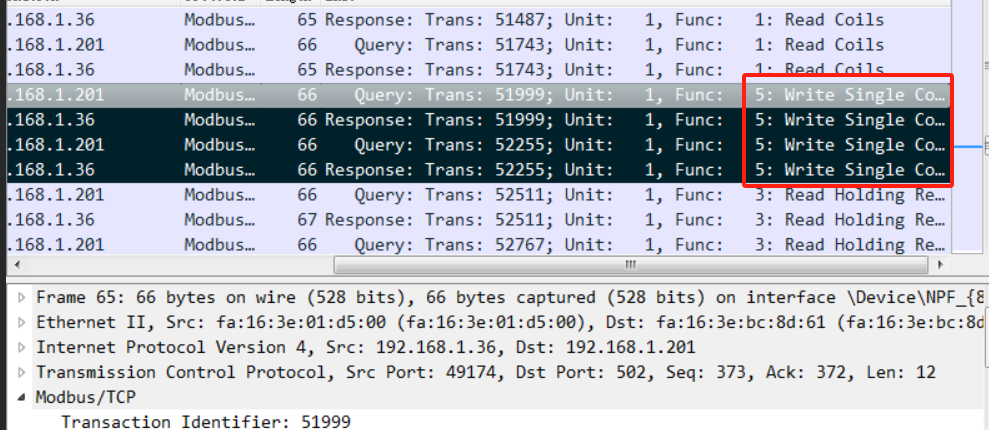 .168.1.36 Modbus… 65 Response: Trans: 51487; Unit: 1, Func: 1: Read Coils
.168.1.201 Modbus… 66 Query: Trans: 51743; Unit: 1, Func: 1: Read Coils
.168.1.36 Modbus… 65 Response: Trans: 51743; Unit: 1, Func: 1: Read Coils
.168.1.201 Modbus… 66 Query: Trans: 51999; Unit: 1, Func: 5: Write Single Co…
.168.1.36 Modbus… 66 Response: Trans: 51999; Unit: 1, Func: 5: Write Single Co…
.168.1.201 Modbus… 66 Query: Trans: 52255; Unit: 1, Func: 5: Write Single Co…
.168.1.36 Modbus… 66 Response: Trans: 52255; Unit: 1, Func: 5: Write Single Co…
.168.1.201 Modbus… 66 Query: Trans: 52511; Unit: 1, Func: 3: Read Holding Re…
.168.1.36 Modbus… 67 Response: Trans: 52511; Unit: 1, Func: 3: Read Holding Re…
.168.1.201 Modbus… 66 Query: Trans: 52767; Unit: 1, Func: 3: Read Holding Re…
Frame 65: 66 bytes on wire (528 bits), 66 bytes captured (528 bits) on interface \Device\NPF_{8
Ethernet II, Src: fa:16:3e:01:d5:00 (fa:16:3e:01:d5:00), Dst: fa:16:3e:bc:8d:61 (fa:16:3e:bc:8d
Internet Protocol Version 4, Src: 192.168.1.36, Dst: 192.168.1.201
Transmission Control Protocol, Src Port: 49174, Dst Port: 502, Seq: 373, Ack: 372, Len: 12
Modbus/TCP
Transaction Identifier: 51999